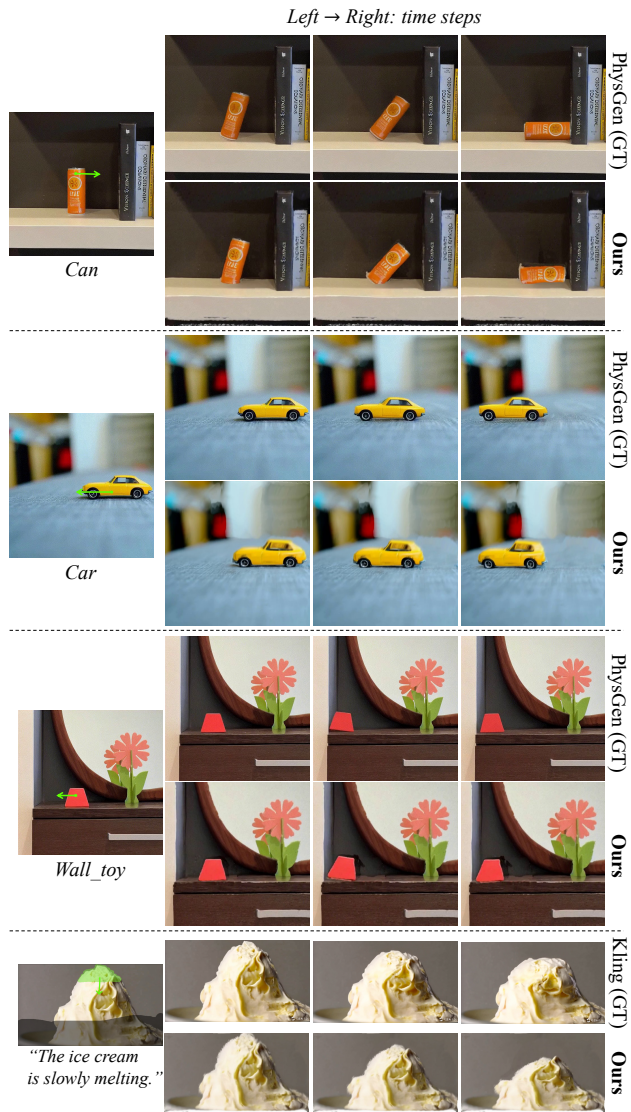 Left → Right: time steps
PhysGen (GT)
Ours
Can
PhysGen (GT)
Ours
Car
PhysGen (GT)
Ours
Wall_toy
Kling (GT)
Ours
“The ice cream
is slowly melting.”